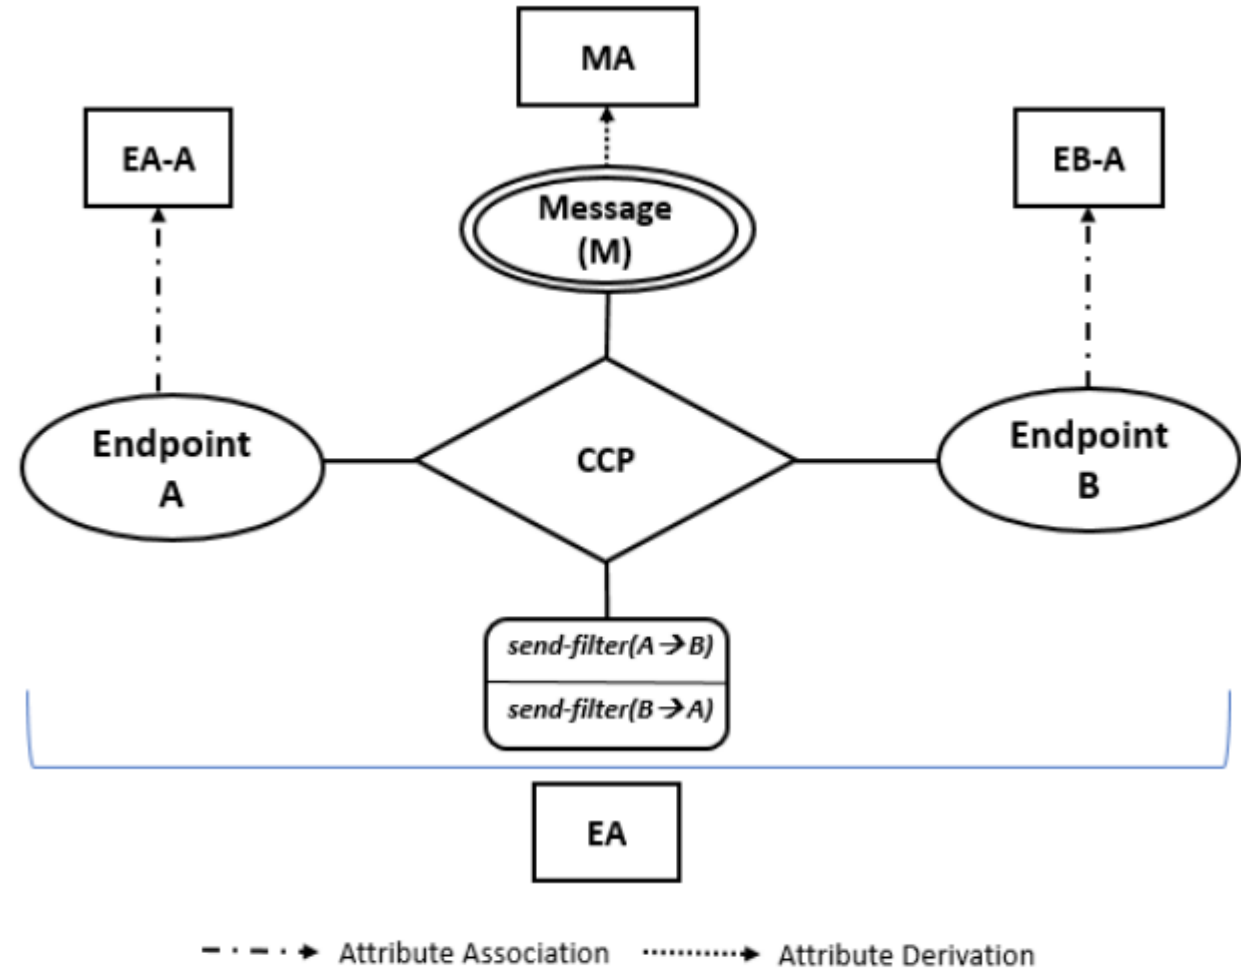 MA
EA-A
EB-A
Message
(M)
Endpoint
A
CCP
Endpoint
B
send-filter(A→B)
send-filter(B→A)
EA
Attribute Association
Attribute Derivation